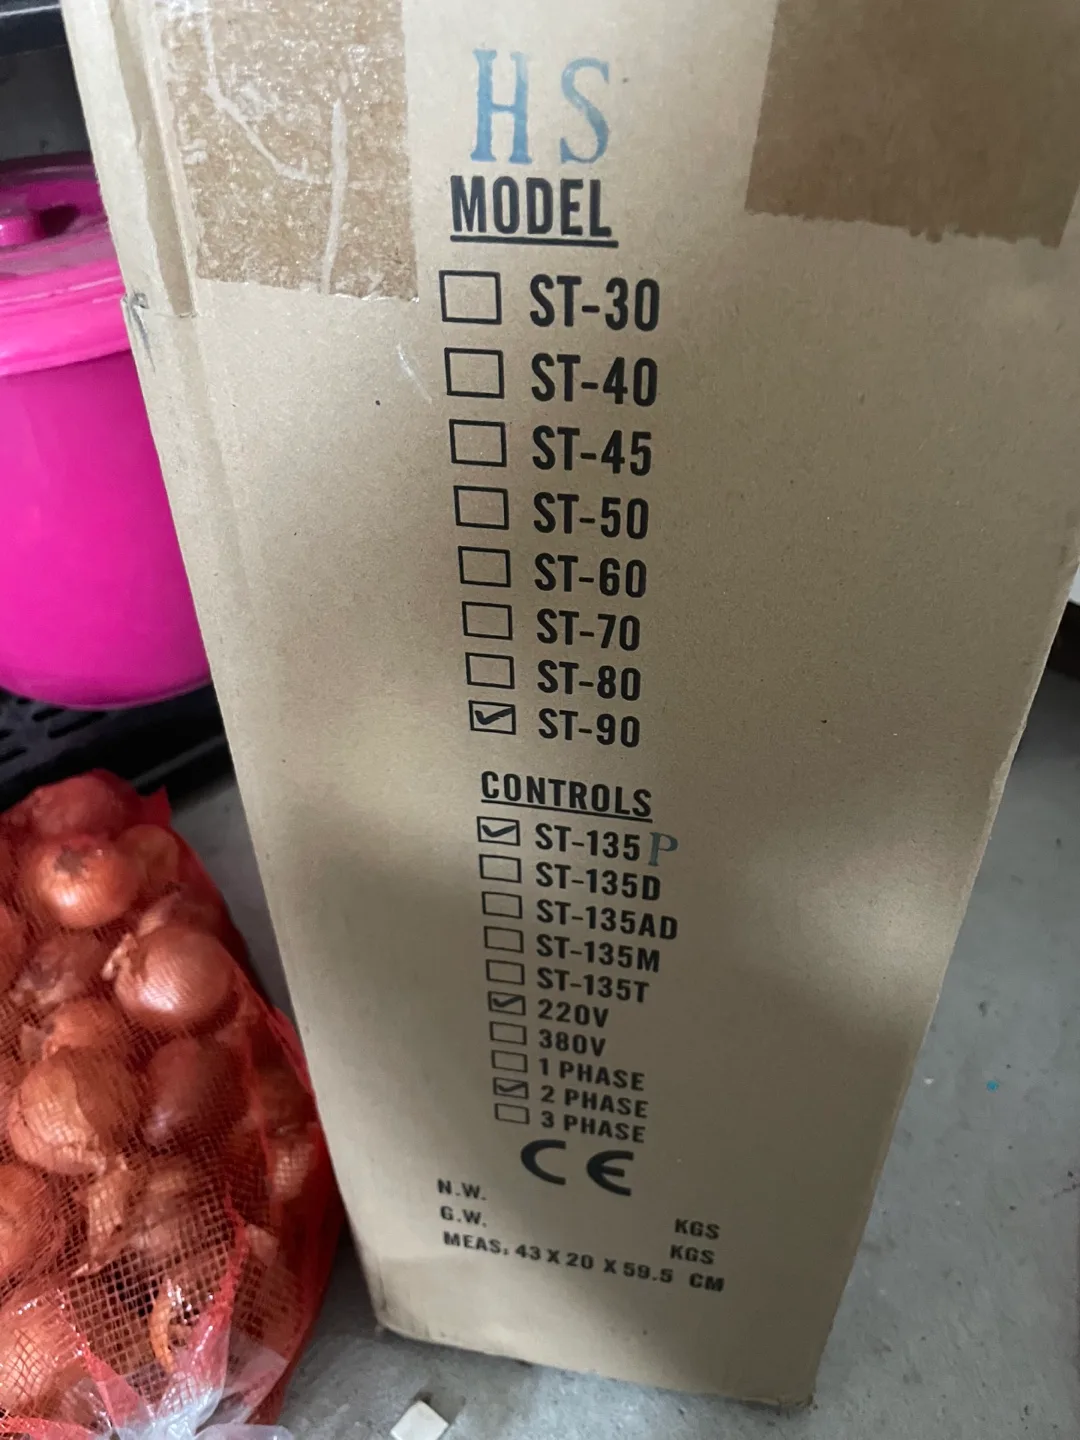 HS
MODEL
ST-30
ST-40
ST-45
ST-50
ST-60
ST-70
ST-80
ST-90
CONTROLS
ST-135P
ST-135D
ST-135AD
ST-135M
ST-135T
220V
380V
1 PHASE
2 PHASE
3 PHASE
CE
N.W. KGS
G.W. KGS
MEAS, 43 X 20 X 59.5 CM